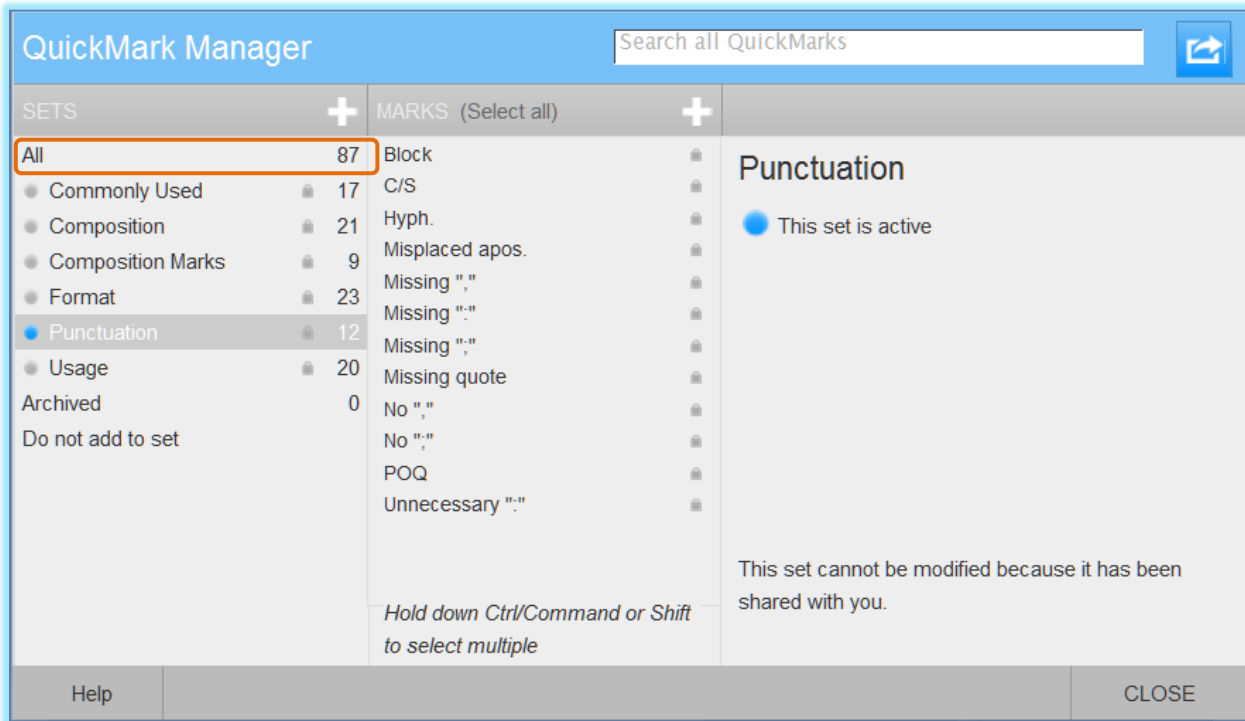 QuickMark Manager
Search all QuickMarks
SETS
MARKS (Select all)
All 87
Commonly Used 17
Composition 21
Composition Marks 9
Format 23
Punctuation 12
Usage 20
Archived 0
Do not add to set
Block
C/S
Hyph.
Misplaced apos.
Missing ","
Missing ":"
Missing ";"
Missing quote
No ","
No ";"
POQ
Unnecessary ":"
Hold down Ctrl/Command or Shift
to select multiple
Punctuation
This set is active
This set cannot be modified because it has been
shared with you.
Help
CLOSE